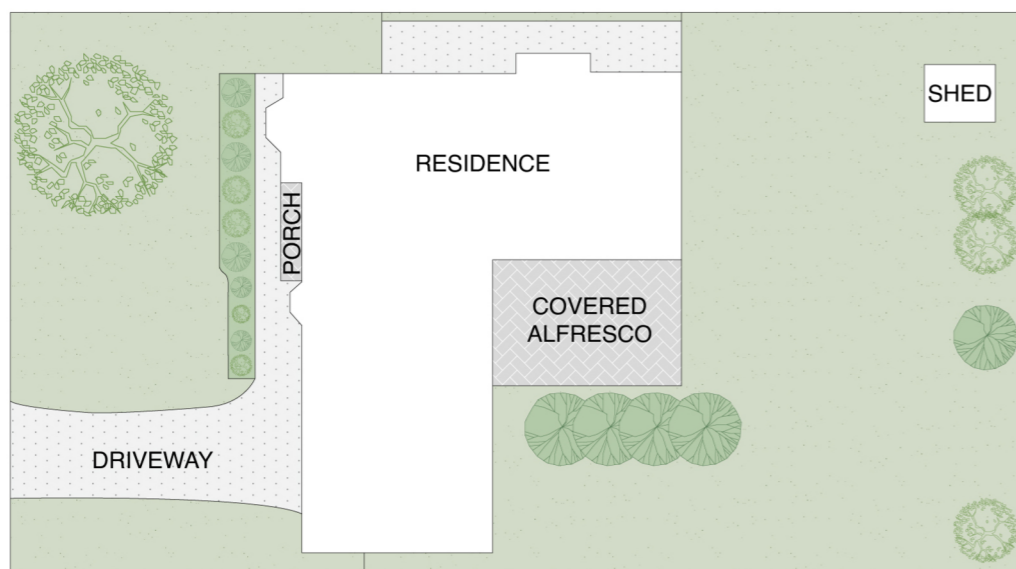 SHED
RESIDENCE
PORCH
COVERED
ALFRESCO
DRIVEWAY